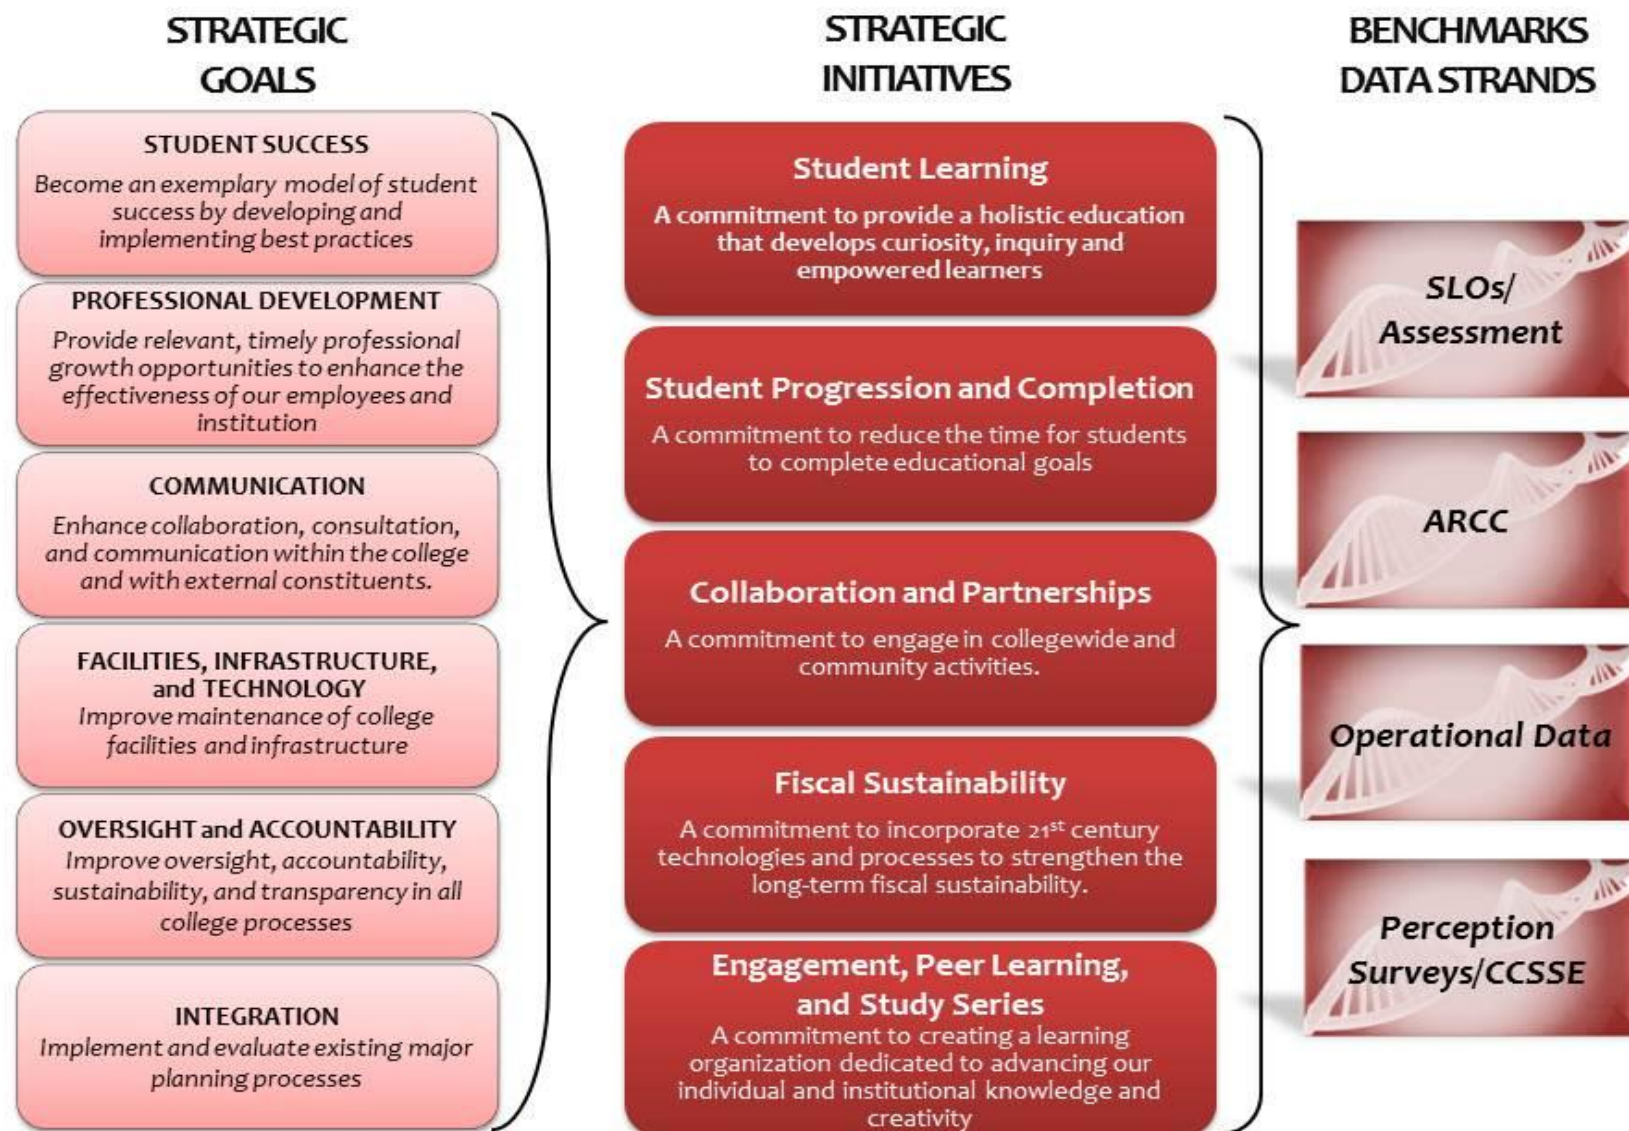 STRATEGIC
GOALS
STUDENT SUCCESS
Become an exemplary model of student
success by developing and
implementing best practices
PROFESSIONAL DEVELOPMENT
Provide relevant, timely professional
growth opportunities to enhance the
effectiveness of our employees and
institution
COMMUNICATION
Enhance collaboration, consultation,
and communication within the college
and with external constituents.
FACILITIES, INFRASTRUCTURE,
and TECHNOLOGY
Improve maintenance of college
facilities and infrastructure
OVERSIGHT and ACCOUNTABILITY
Improve oversight, accountability,
sustainability, and transparency in all
college processes
INTEGRATION
Implement and evaluate existing major
planning processes
STRATEGIC
INITIATIVES
Student Learning
A commitment to provide a holistic education
that develops curiosity, inquiry and
empowered learners
Student Progression and Completion
A commitment to reduce the time for students
to complete educational goals
Collaboration and Partnerships
A commitment to engage in collegewide and
community activities.
Fiscal Sustainability
A commitment to incorporate 21st century
technologies and processes to strengthen the
long-term fiscal sustainability.
Engagement, Peer Learning,
and Study Series
A commitment to creating a learning
organization dedicated to advancing our
individual and institutional knowledge and
creativity
BENCHMARKS
DATA STRANDS
SLOs/
Assessment
ARCC
Operational Data
Perception
Surveys/CCSSE